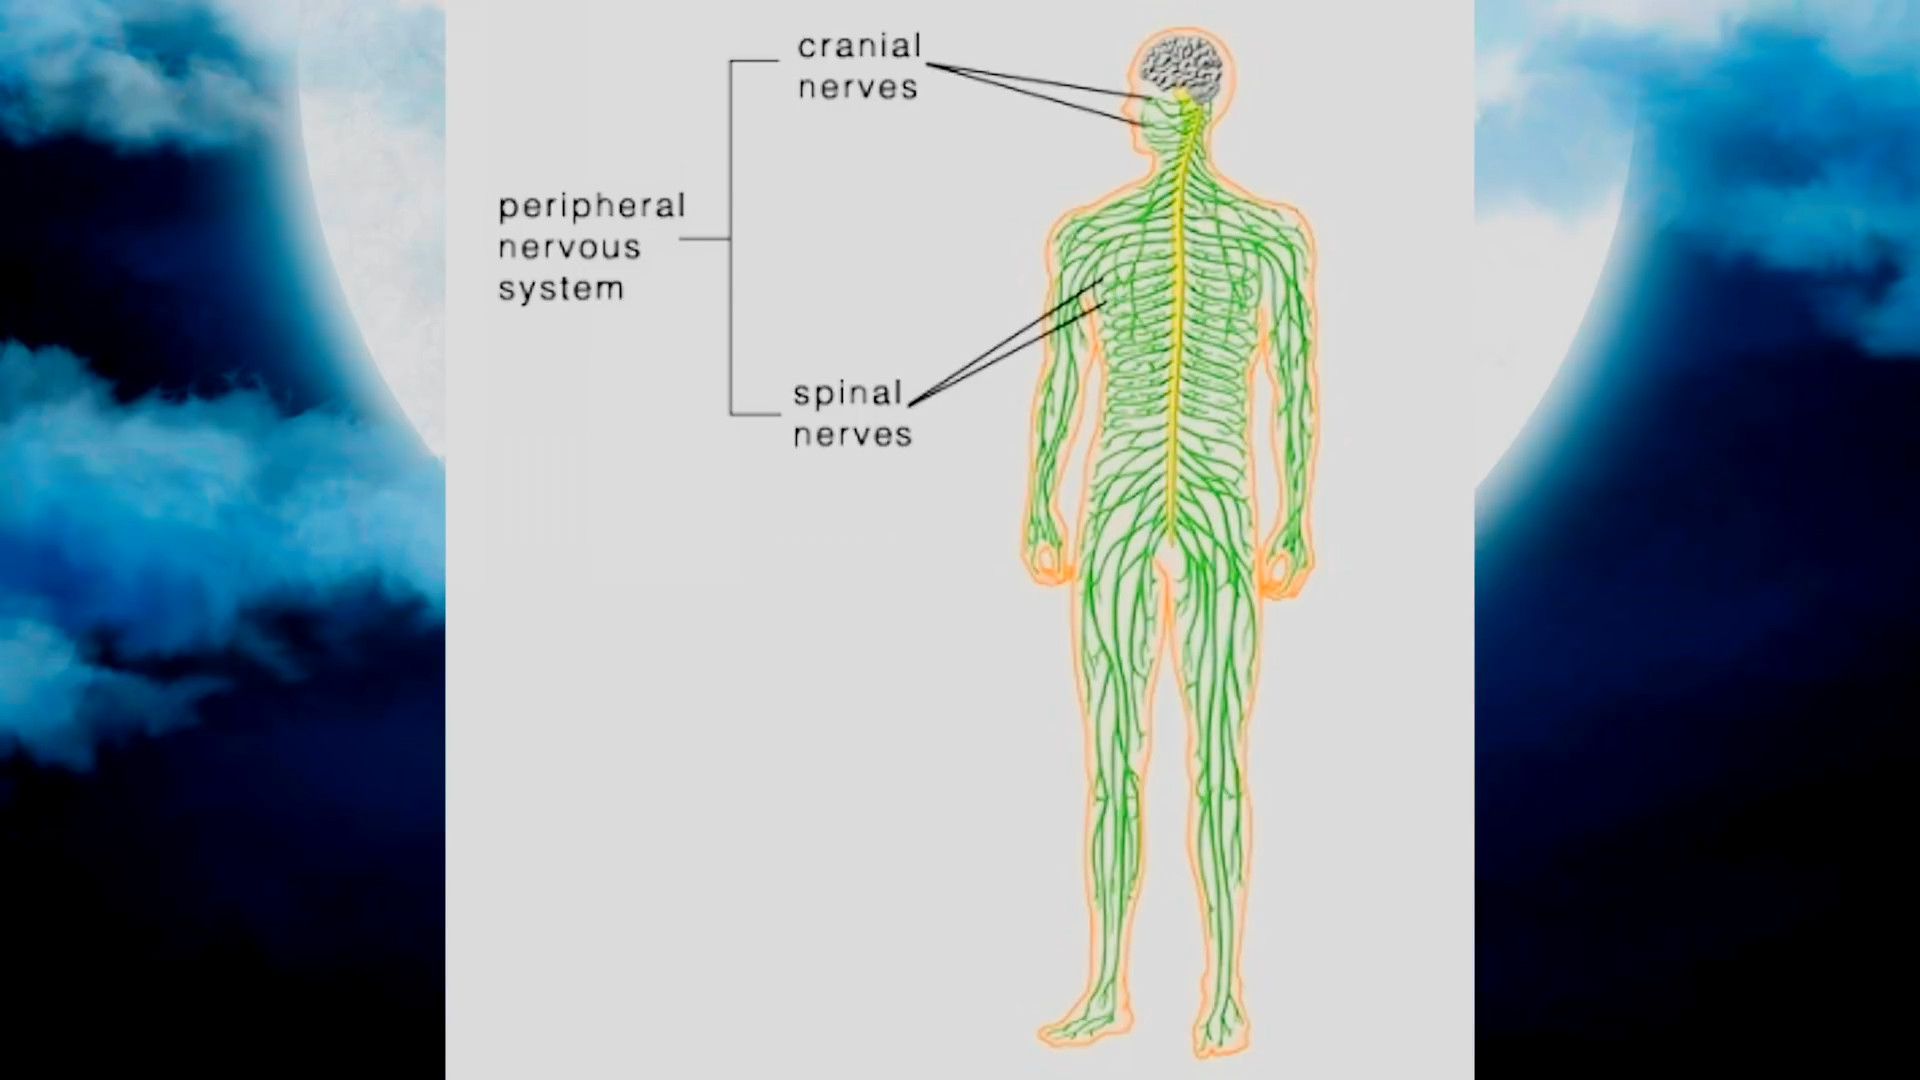 cranial
nerves
peripheral
nervous
system
spinal
nerves